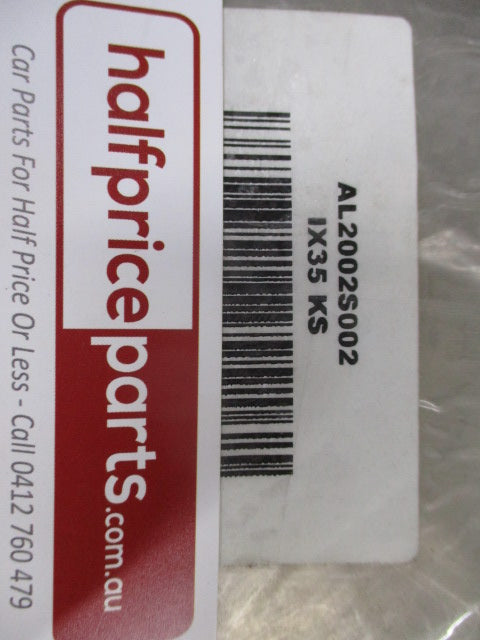 AL2002S002
IX35 KS
halfpriceparts.com.au
Car Parts For Half Price Or Less - Call 0412 760 479